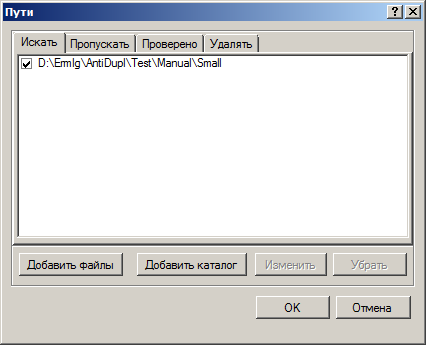 Пути
Искать Пропускать Проверено Удалять
D:\ErmIg\AntiDupl\Test\Manual\Small
Добавить файлы Добавить каталог Изменить Убрать
OK Отмена